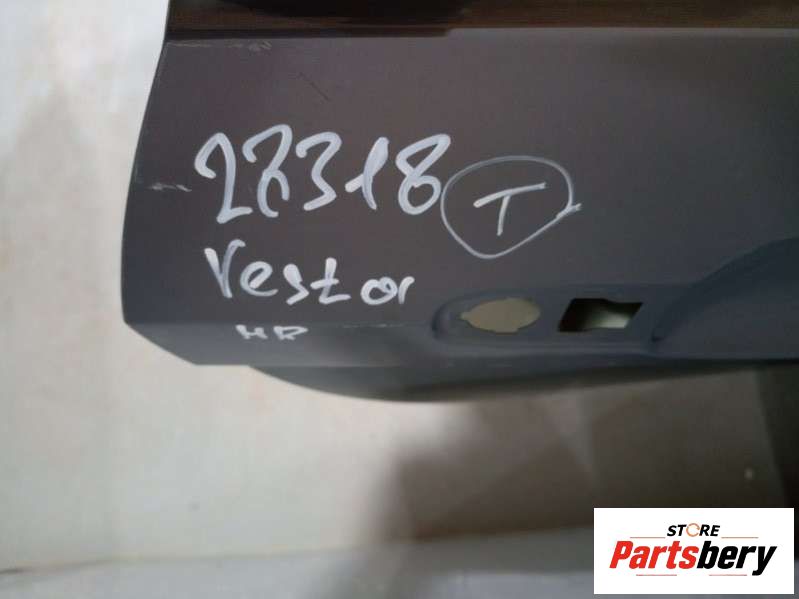 27318 T
Vestor
HR
STORE
Partsbery